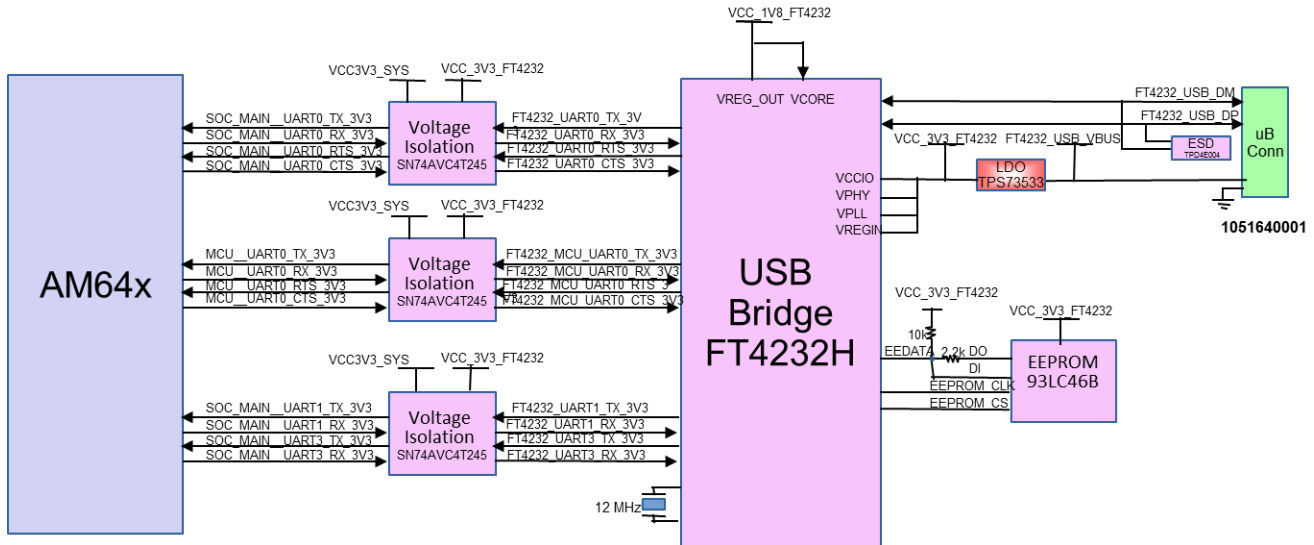 VCC_1V8_FT4232
VREG_OUT VCORE
AM64x
VCC3V3_SYS
VCC_3V3_FT4232
SOC_MAIN__UART0_TX_3V3
SOC_MAIN__UART0_RX_3V3
SOC_MAIN__UART0_RTS_3V3
SOC_MAIN__UART0_CTS_3V3
Voltage
Isolation
SN74AVC4T245
FT4232_UART0_TX_3V
FT4232_UART0_RX_3V3
FT4232_UART0_RTS_3V3
FT4232_UART0_CTS_3V3
VCC3V3_SYS
VCC_3V3_FT4232
MCU__UART0_TX_3V3
MCU__UART0_RX_3V3
MCU__UART0_RTS_3V3
MCU__UART0_CTS_3V3
Voltage
Isolation
SN74AVC4T245
FT4232_MCU_UART0_TX_3V3
FT4232_MCU_UART0_RX_3V3
FT4232_MCU_UART0_RTS_3
V3
FT4232_MCU_UART0_CTS_3V3
VCC3V3_SYS
VCC_3V3_FT4232
SOC_MAIN__UART1_TX_3V3
SOC_MAIN__UART1_RX_3V3
SOC_MAIN__UART3_TX_3V3
SOC_MAIN__UART3_RX_3V3
Voltage
Isolation
SN74AVC4T245
FT4232_UART1_TX_3V3
FT4232_UART1_RX_3V3
FT4232_UART3_TX_3V3
FT4232_UART3_RX_3V3
12 MHz
USB
Bridge
FT4232H
VCCIO
VPHY
VPLL
VREGIN
FT4232_USB_DM
FT4232_USB_DP
VCC_3V3_FT4232
FT4232_USB_VBUS
LDO
TPS73533
ESD
TPD4E004
uB
Conn
1051640001
VCC_3V3_FT4232
10k
EEDATA 2.2k DO
DI
EEPROM_CLK
EEPROM_CS
VCC_3V3_FT4232
EEPROM
93LC46B